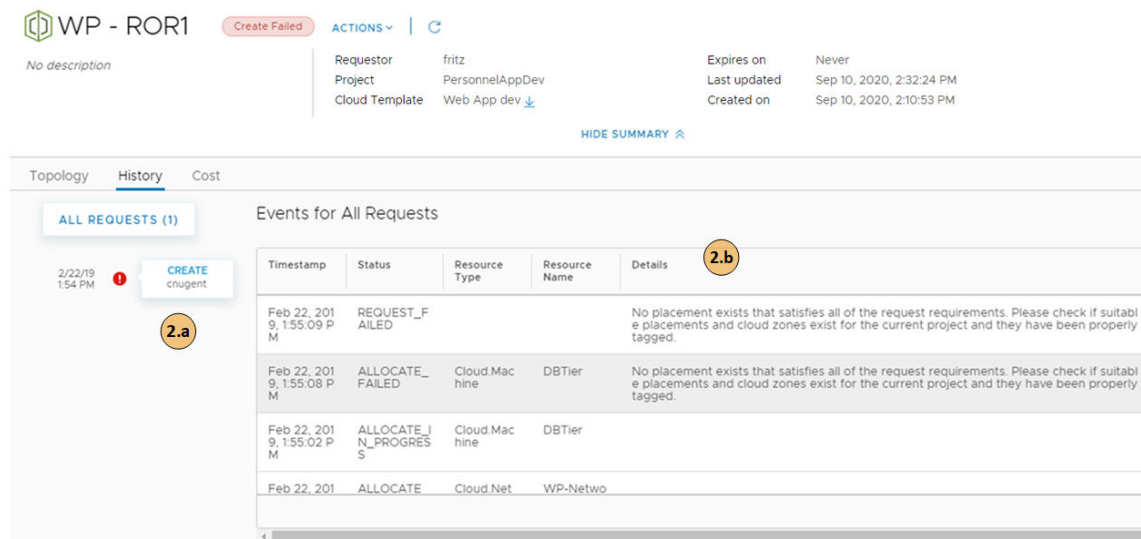 WP - ROR1
Create Failed
ACTIONS
No description
Requestor fritz
Project PersonnelAppDev
Cloud Template Web App dev
Expires on Never
Last updated Sep 10, 2020, 2:32:24 PM
Created on Sep 10, 2020, 2:10:53 PM
HIDE SUMMARY
Topology History Cost
ALL REQUESTS (1)
2/22/19
1:54 PM
CREATE
cnugent
2.a
Events for All Requests
2.b
Timestamp Status Resource Type Resource Name Details
Feb 22, 201
9, 1:55:09 P
M
REQUEST_F
AILED
No placement exists that satisfies all of the request requirements. Please check if suitabl
e placements and cloud zones exist for the current project and they have been properly
tagged.
Feb 22, 201
9, 1:55:08 P
M
ALLOCATE_
FAILED
Cloud.Mac
hine
DBTier
No placement exists that satisfies all of the request requirements. Please check if suitabl
e placements and cloud zones exist for the current project and they have been properly
tagged.
Feb 22, 201
9, 1:55:02 P
M
ALLOCATE_I
N_PROGRES
S
Cloud.Mac
hine
DBTier
Feb 22, 201 ALLOCATE Cloud.Net WP-Netwo